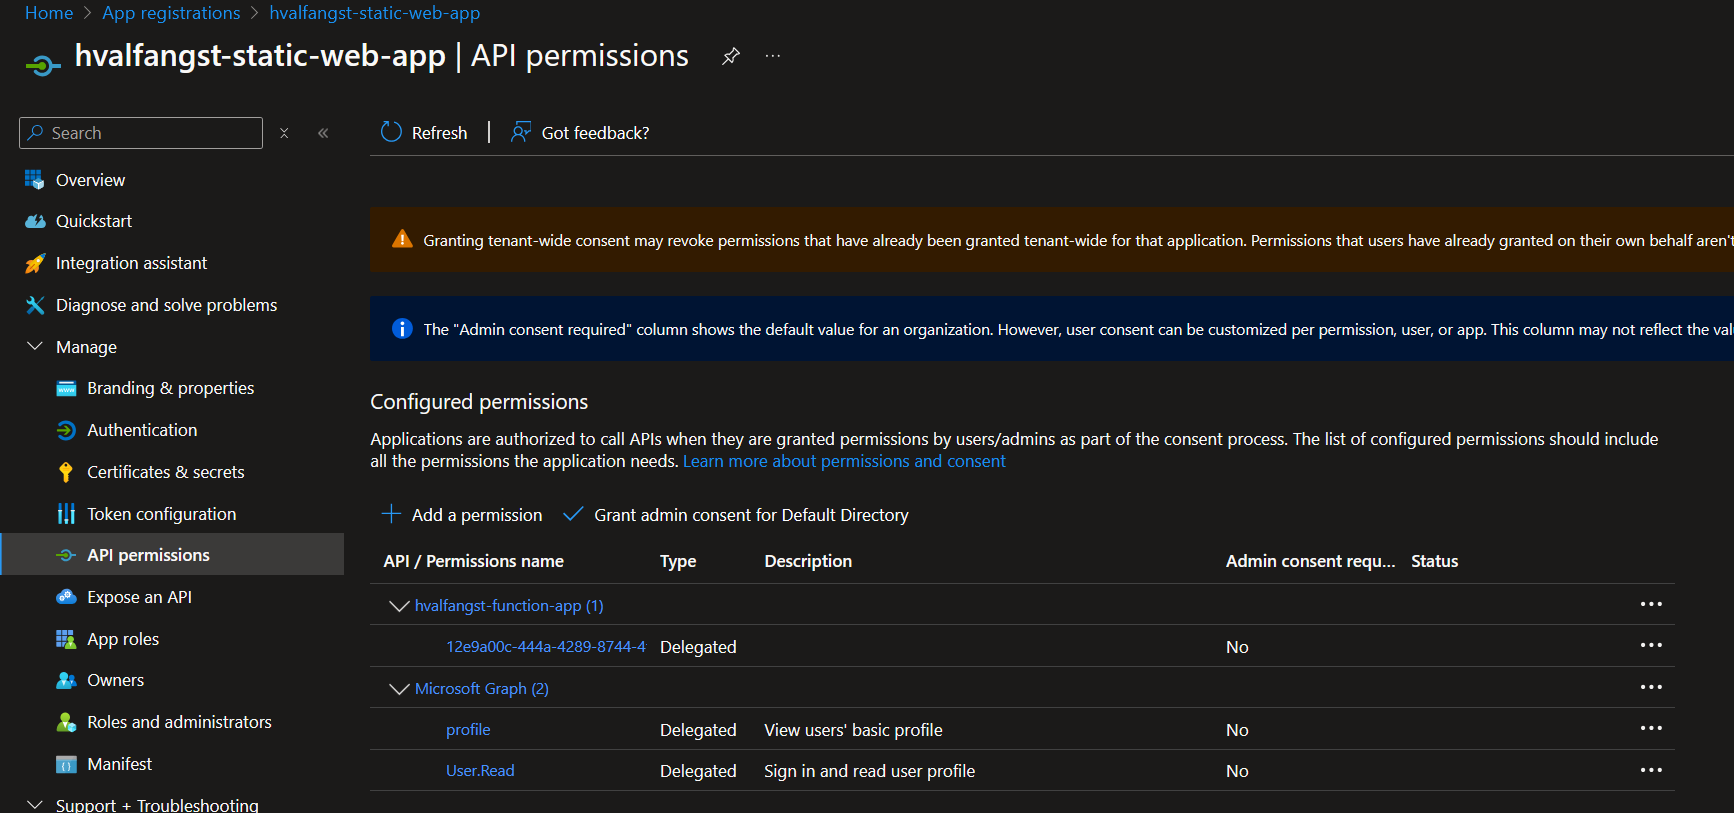 Home > App registrations > hvalfangst-static-web-app
hvalfangst-static-web-app | API permissions
Search
Refresh | Got feedback?
Overview
Quickstart
Integration assistant
Diagnose and solve problems
Manage
Branding & properties
Authentication
Certificates & secrets
Token configuration
API permissions
Expose an API
App roles
Owners
Roles and administrators
Manifest
Support + Troubleshooting
Granting tenant-wide consent may revoke permissions that have already been granted tenant-wide for that application. Permissions that users have already granted on their own behalf aren't
The "Admin consent required" column shows the default value for an organization. However, user consent can be customized per permission, user, or app. This column may not reflect the
Configured permissions
Applications are authorized to call APIs when they are granted permissions by users/admins as part of the consent process. The list of configured permissions should include
all the permissions the application needs. Learn more about permissions and consent
Add a permission Grant admin consent for Default Directory
API / Permissions name Type Description Admin consent requ... Status
hvalfangst-function-app (1)
12e9a00c-444a-4289-8744-4 Delegated No
Microsoft Graph (2)
profile Delegated View users' basic profile No
User.Read Delegated Sign in and read user profile No